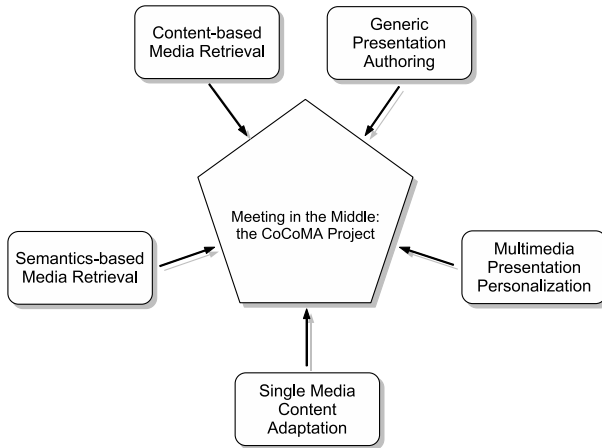 Content-based
Media Retrieval
Generic
Presentation
Authoring
Meeting in the Middle:
the CoCoMA Project
Semantics-based
Media Retrieval
Multimedia
Presentation
Personalization
Single Media
Content
Adaptation